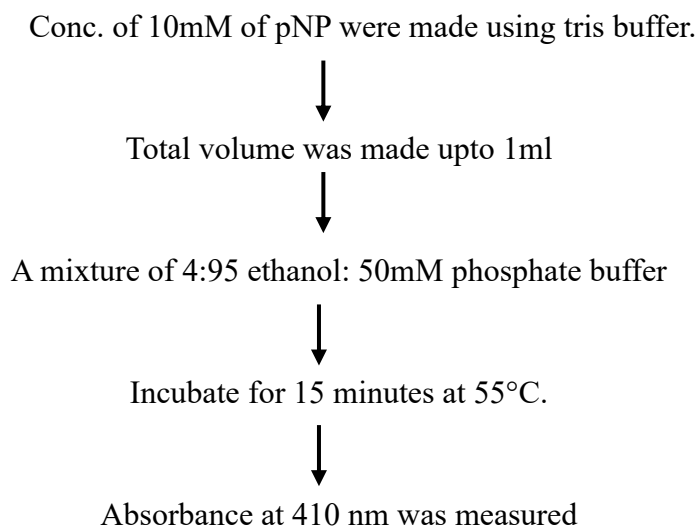 Conc. of 10mM of pNP were made using tris buffer.
Total volume was made upto 1ml
A mixture of 4:95 ethanol: 50mM phosphate buffer
Incubate for 15 minutes at 55°C.
Absorbance at 410 nm was measured